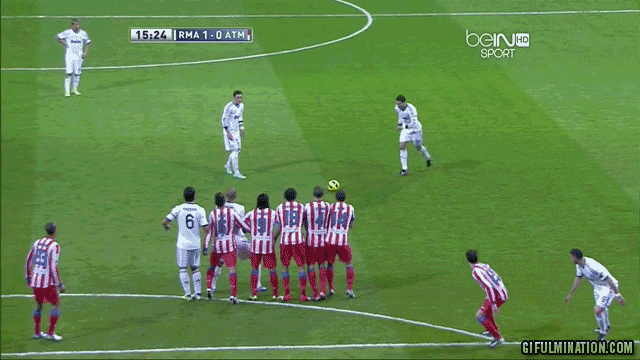 15:24 RMA 1 - 0 ATM
beIN HD
SPORT
6
GIFULMINATION.COM